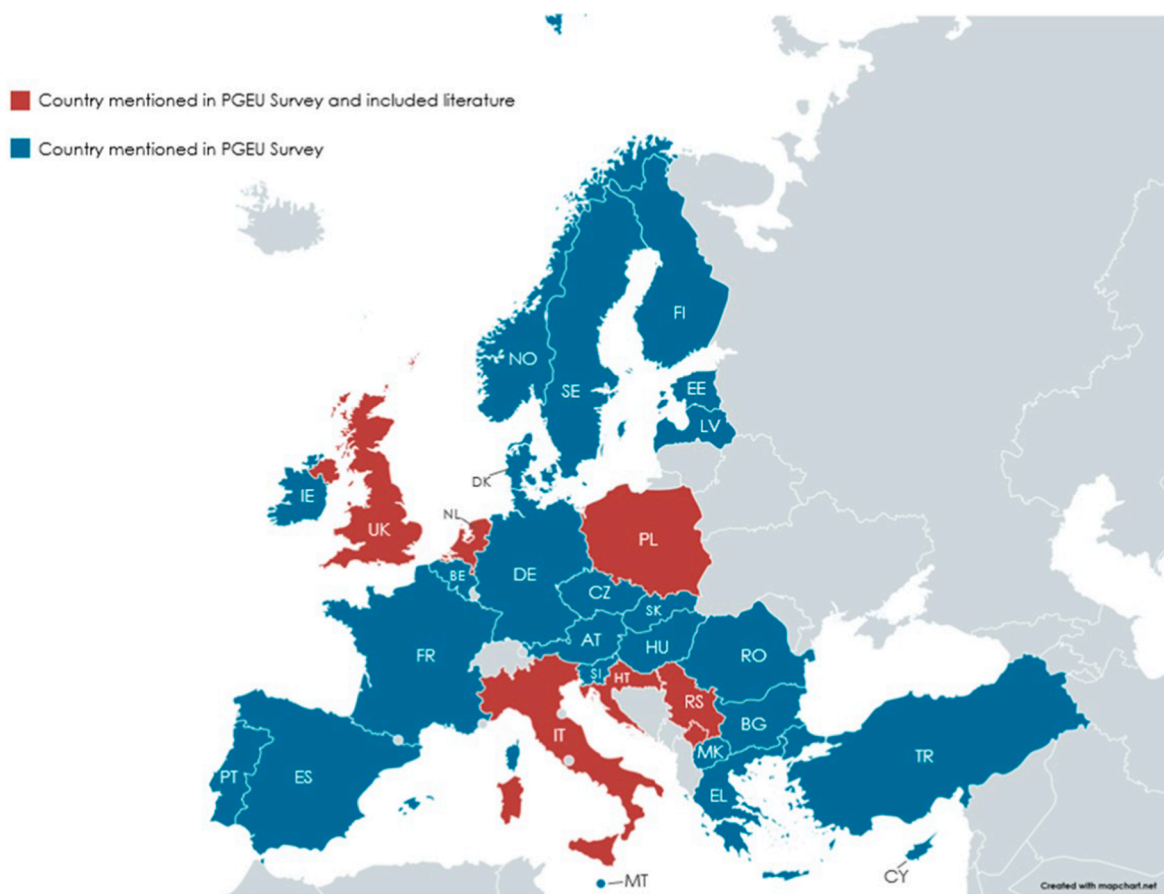 Country mentioned in PGEU Survey and included literature
Country mentioned in PGEU Survey
FI
NO
SE
EE
LV
DK
IE
NL
UK
PL
BE
DE
CZ
SK
AT
HU
FR
RO
SI
HT
RS
IT
BG
MK
TR
PT
ES
EL
CY
MT
Created with mapchart.net